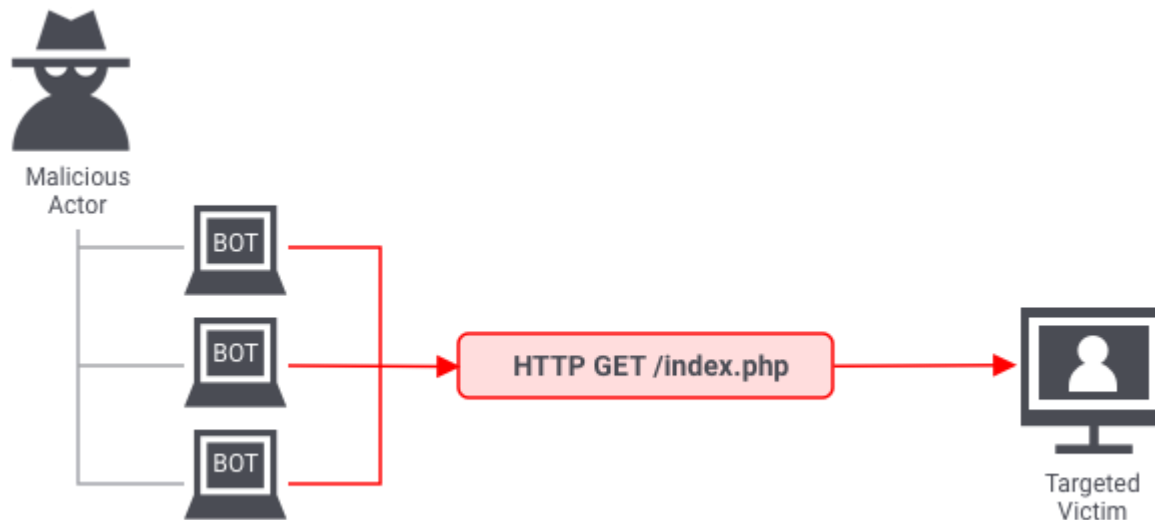 Malicious
Actor
BOT
BOT
HTTP GET /index.php
BOT
Targeted
Victim